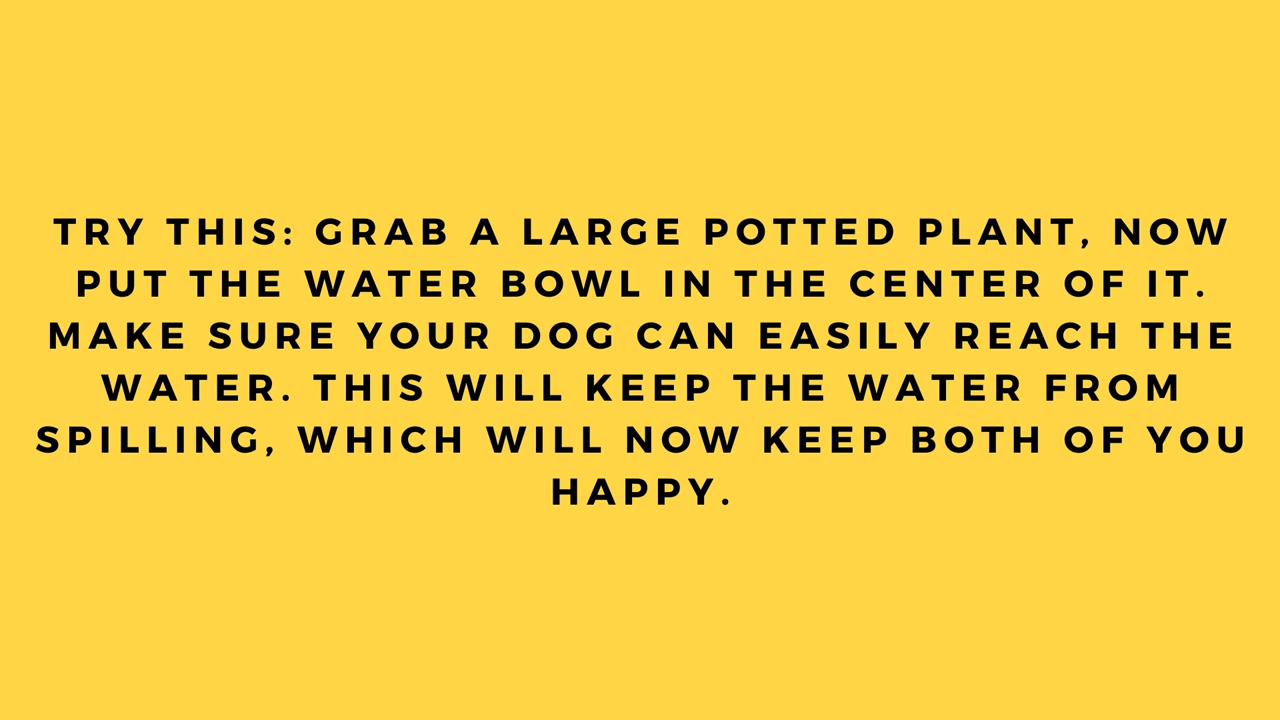 TRY THIS: GRAB A LARGE POTTED PLANT, NOW
PUT THE WATER BOWL IN THE CENTER OF IT.
MAKE SURE YOUR DOG CAN EASILY REACH THE
WATER. THIS WILL KEEP THE WATER FROM
SPILLING, WHICH WILL NOW KEEP BOTH OF YOU
HAPPY.